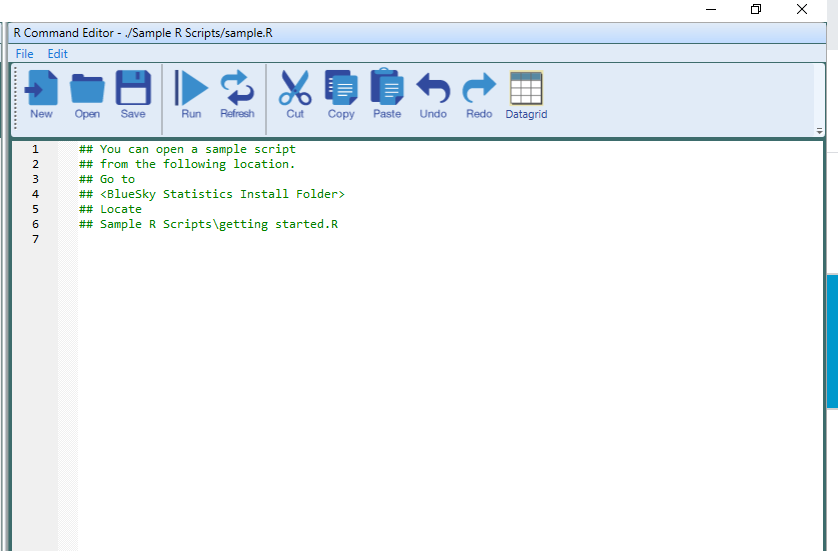 R Command Editor - ./Sample R Scripts/sample.R
File Edit
New Open Save Run Refresh Cut Copy Paste Undo Redo Datagrid
1 ## You can open a sample script
2 ## from the following location.
3 ## Go to
4 ## <BlueSky Statistics Install Folder>
5 ## Locate
6 ## Sample R Scripts\getting started.R
7